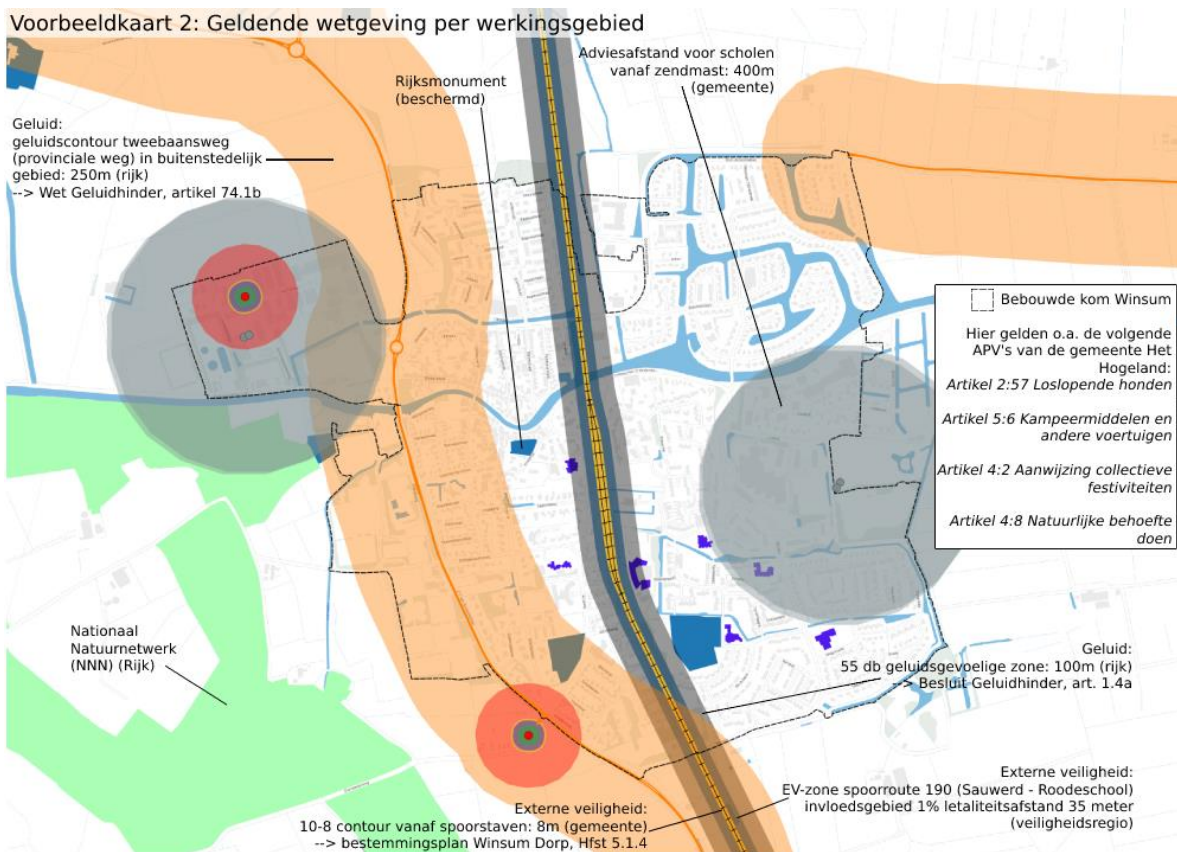 Voorbeeldkaart 2: Geldende wetgeving per werkingsgebied
Adviesafstand voor scholen
vanaf zendmast: 400m
(gemeente)
Rijksmonument
(beschermd)
Geluid:
geluidscontour tweebaansweg
(provinciale weg) in buitenstedelijk
gebied: 250m (rijk)
--> Wet Geluidhinder, artikel 74.1b
Bebouwde kom Winsum
Hier gelden o.a. de volgende
APV's van de gemeente Het
Hogeland:
Artikel 2:57 Loslopende honden
Artikel 5:6 Kampeermiddelen en
andere voertuigen
Artikel 4:2 Aanwijzing collectieve
festiviteiten
Artikel 4:8 Natuurlijke behoefte
doen
Nationaal
Natuurnetwerk
(NNN) (Rijk)
Geluid:
55 db geluidsgevoelige zone: 100m (rijk)
--> Besluit Geluidhinder, art. 1.4a
Externe veiligheid:
EV-zone spoorroute 190 (Sauwerd - Roodeschool)
invloedsgebied 1% letaliteitsafstand 35 meter
(veiligheidsregio)
Externe veiligheid:
10-8 contour vanaf spoorstaven: 8m (gemeente)
--> bestemmingsplan Winsum Dorp, Hfst 5.1.4